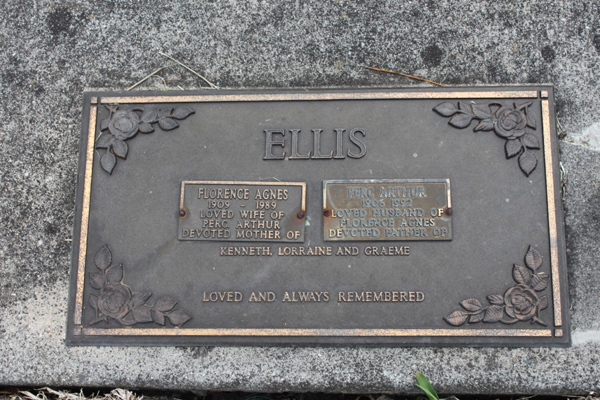 ELLIS
FLORENCE AGNES
1909 - 1989
LOVED WIFE OF
PERC. ARTHUR
DEVOTED MOTHER OF
PERC ARTHUR
1992
LOVED HUSBAND OF
FLORENCE AGNES
DEVOTED FATHER OF
KENNETH, LORRAINE AND GRAEME
LOVED AND ALWAYS REMEMBERED